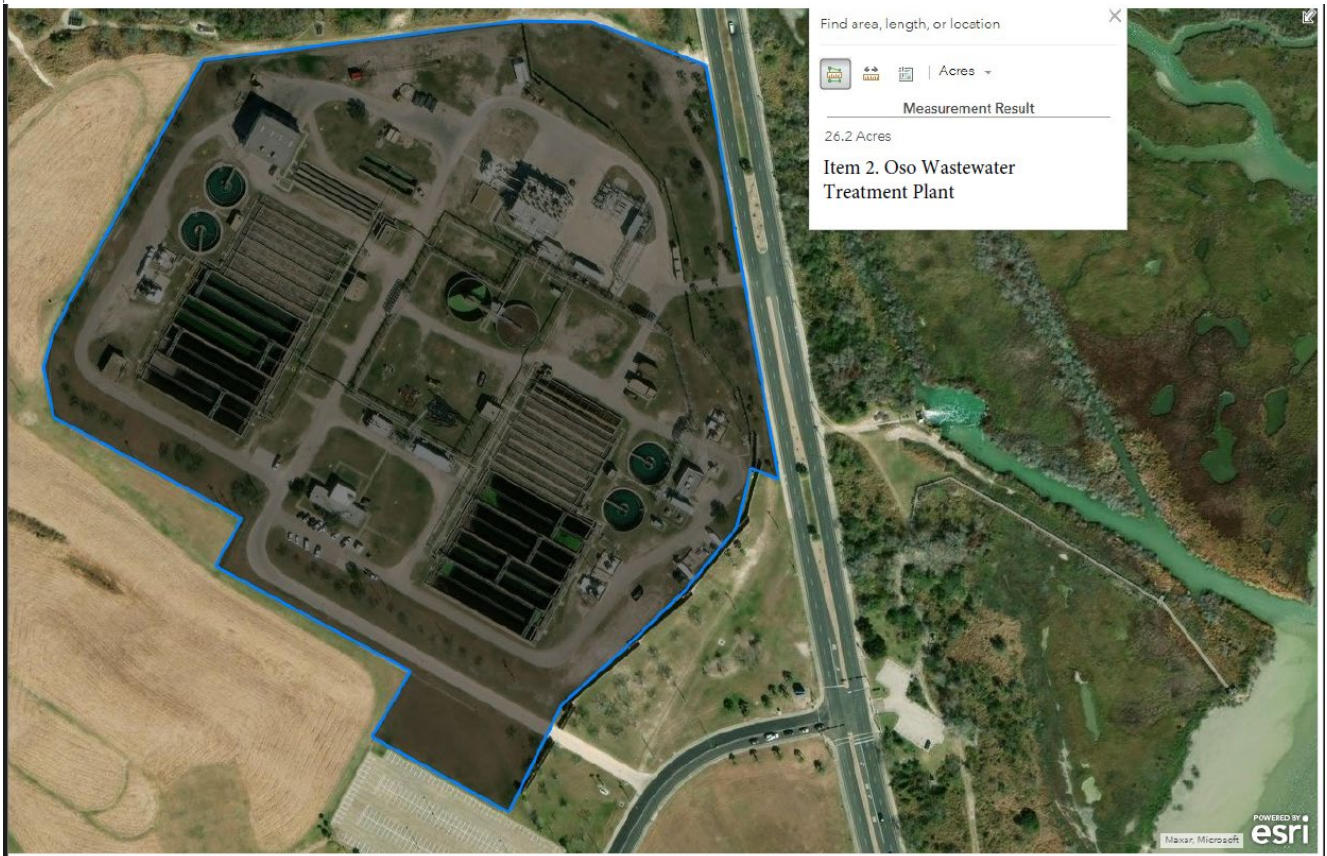 Find area, length, or location
Acres
Measurement Result
26.2 Acres
Item 2. Oso Wastewater
Treatment Plant
Maxar, Microsoft
POWERED BY
esri